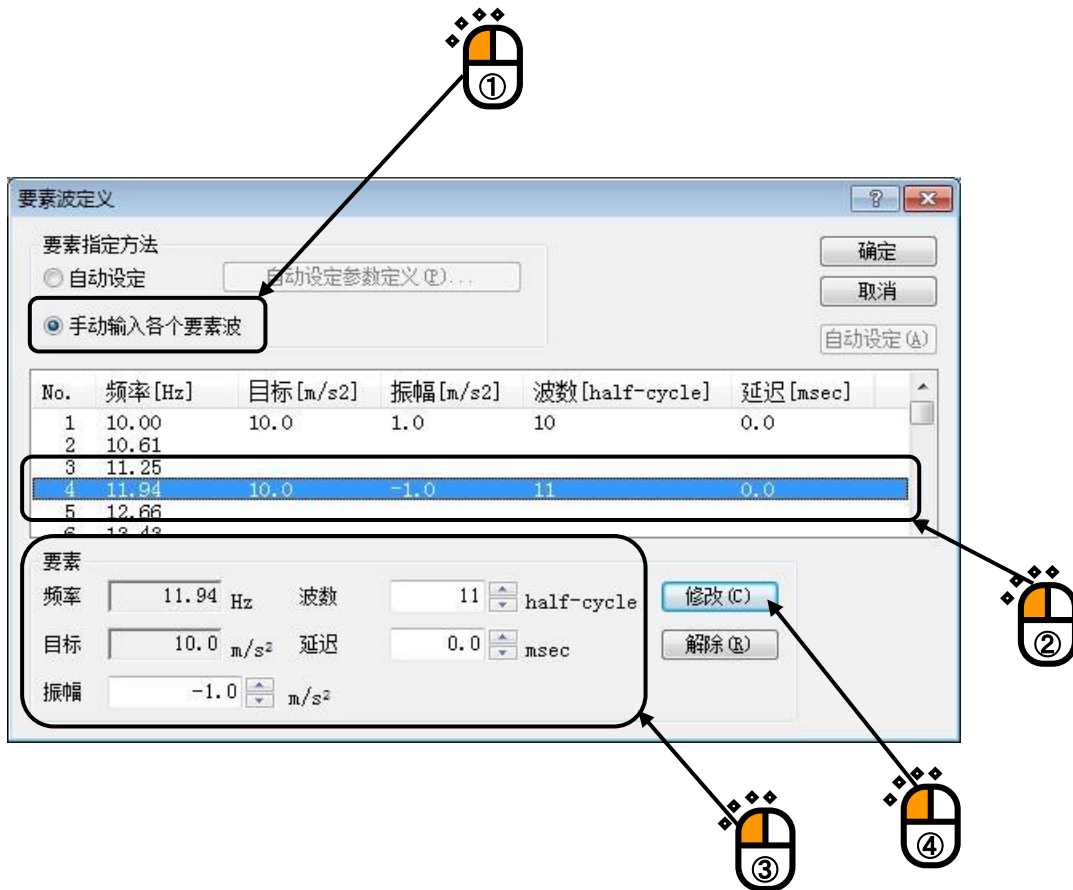 ①
要素波定义
要素指定方法
自动设定 自动设定参数定义(P)... 确定
手动输入各个要素波 取消
自动设定(A)
No. 频率[Hz] 目标[m/s2] 振幅[m/s2] 波数[half-cycle] 延迟[msec]
1 10.00 10.0 1.0 10 0.0
2 10.61
3 11.25
4 11.94 10.0 -1.0 11 0.0
5 12.66
6 13.43
要素
频率 11.94 Hz 波数 11 half-cycle 修改(C)
目标 10.0 m/s² 延迟 0.0 msec 解除(R)
振幅 -1.0 m/s²
②
③
④